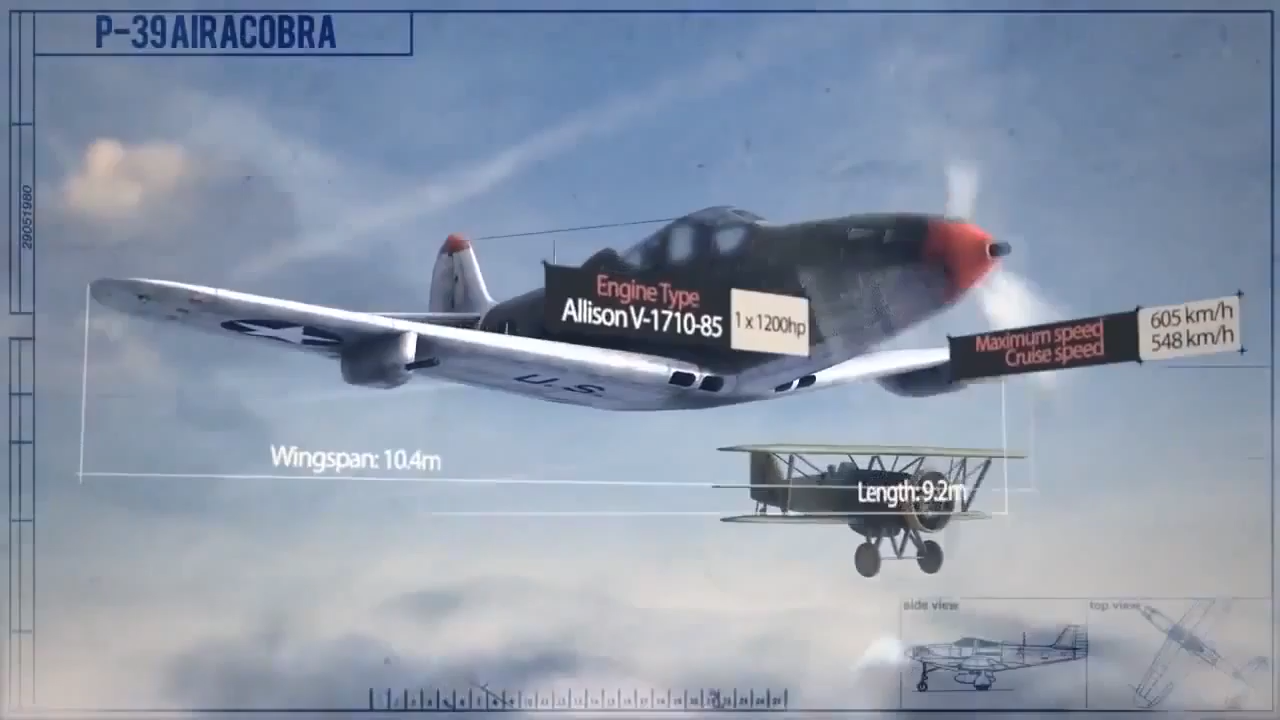 P-39 AIRACOBRA
29051980
Engine Type
Allison V-1710-85
1 x 1200hp
Maximum speed
Cruise speed
605 km/h
548 km/h
U.S.
Wingspan: 10.4m
Length: 9.2m
side view
top view